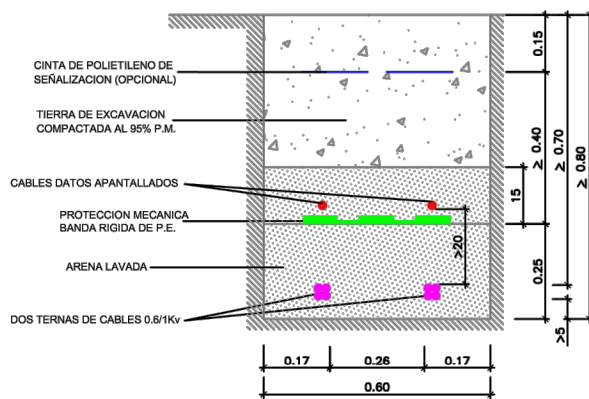 CINTA DE POLIETILENO DE
SEÑALIZACION (OPCIONAL)
TIERRA DE EXCAVACION
COMPACTADA AL 95% P.M.
CABLES DATOS APANTALLADOS
PROTECCION MECANICA
BANDA RIGIDA DE P.E.
ARENA LAVADA
DOS TERNAS DE CABLES 0.6/1Kv
0.15
≥ 0.40
≥ 0.70
≥ 0.80
15
>20
0.25
>5
0.17
0.26
0.17
0.60